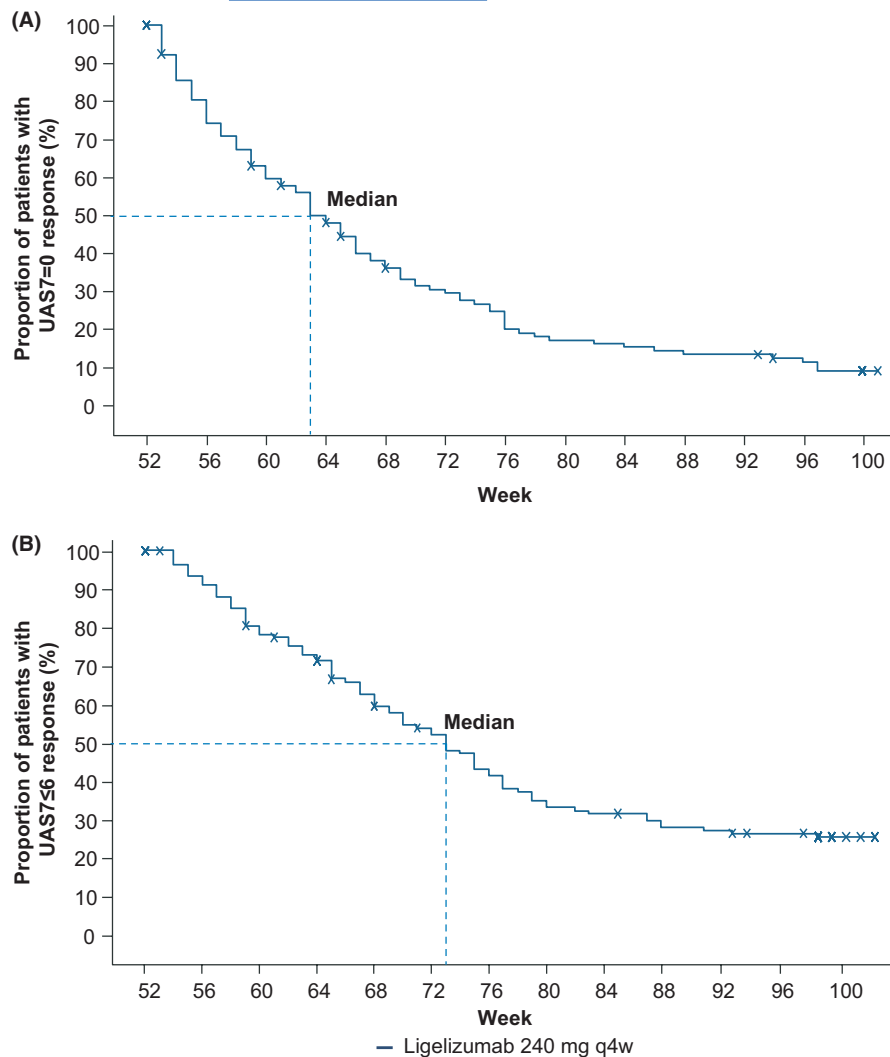 (A)
Proportion of patients with
UAS7=0 response (%)
100
90
80
70
60
50
40
30
20
10
0
Median
52 56 60 64 68 72 76 80 84 88 92 96 100
Week
(B)
Proportion of patients with
UAS7≤6 response (%)
100
90
80
70
60
50
40
30
20
10
0
Median
52 56 60 64 68 72 76 80 84 88 92 96 100
Week
Ligelizumab 240 mg q4w